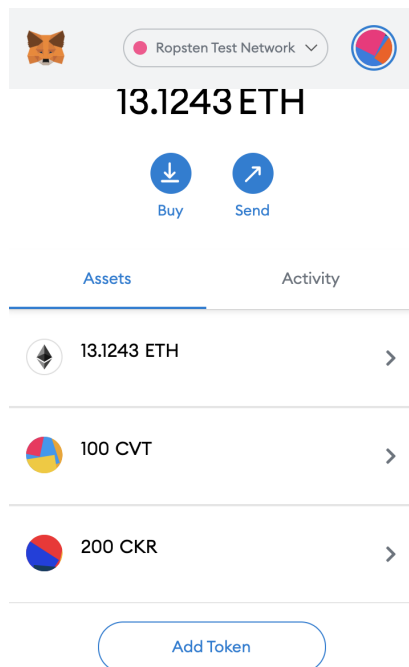 Ropsten Test Network
13.1243 ETH
Buy Send
Assets Activity
13.1243 ETH
100 CVT
200 CKR
Add Token